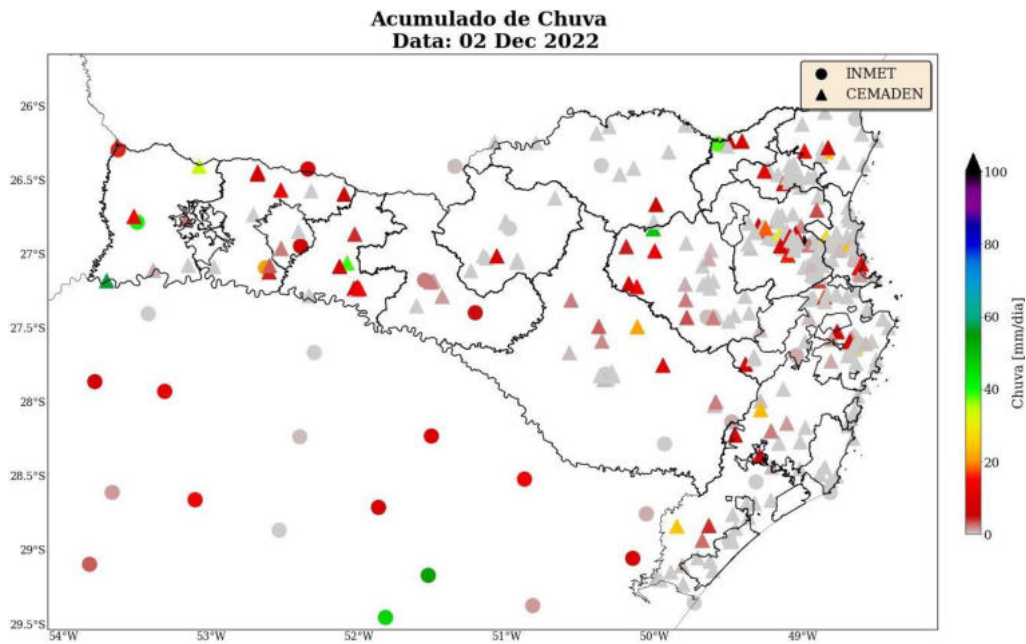 Acumulado de Chuva
Data: 02 Dec 2022
INMET
CEMADEN
26°S
26.5°S
27°S
27.5°S
28°S
28.5°S
29°S
29.5°S
54°W
53°W
52°W
51°W
50°W
49°W
100
80
60
40
20
0
Chuva [mm/dia]